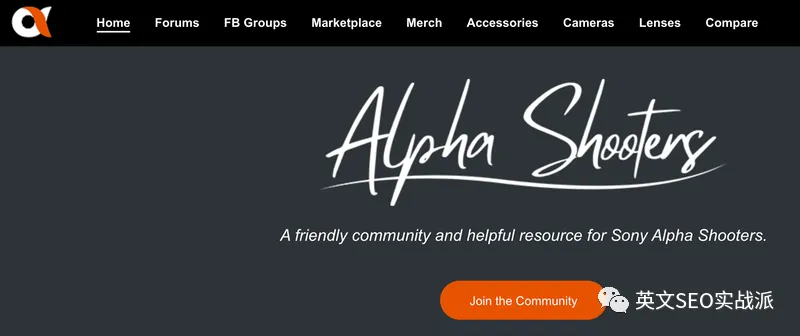 Home Forums FB Groups Marketplace Merch Accessories Cameras Lenses Compare
Alpha Shooters
A friendly community and helpful resource for Sony Alpha Shooters.
Join the Community
英文SEO实战派